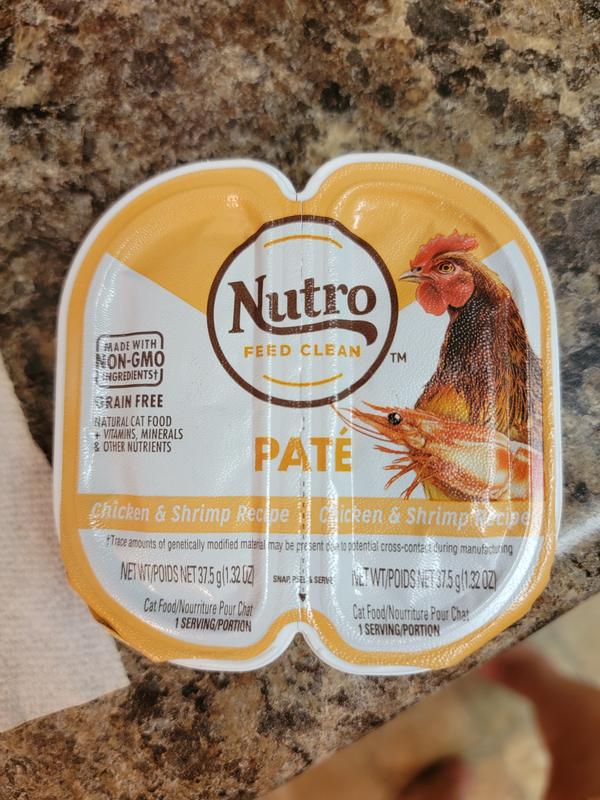 Nutro
FEED CLEAN
™
MADE WITH
NON-GMO
INGREDIENTS†
GRAIN FREE
NATURAL CAT FOOD
+ VITAMINS, MINERALS
& OTHER NUTRIENTS
PATÉ
Chicken & Shrimp Recipe Chicken & Shrimp Recipe
†Trace amounts of genetically modified material may be present due to potential cross-contact during manufacturing
NET WT/POIDS NET 37.5 g (1.32 OZ)
SNAP, PEEL & SERVE
NET WT/POIDS NET 37.5 g (1.32 OZ)
Cat Food/Nourriture Pour Chat
1 SERVING/PORTION
Cat Food/Nourriture Pour Chat
1 SERVING/PORTION